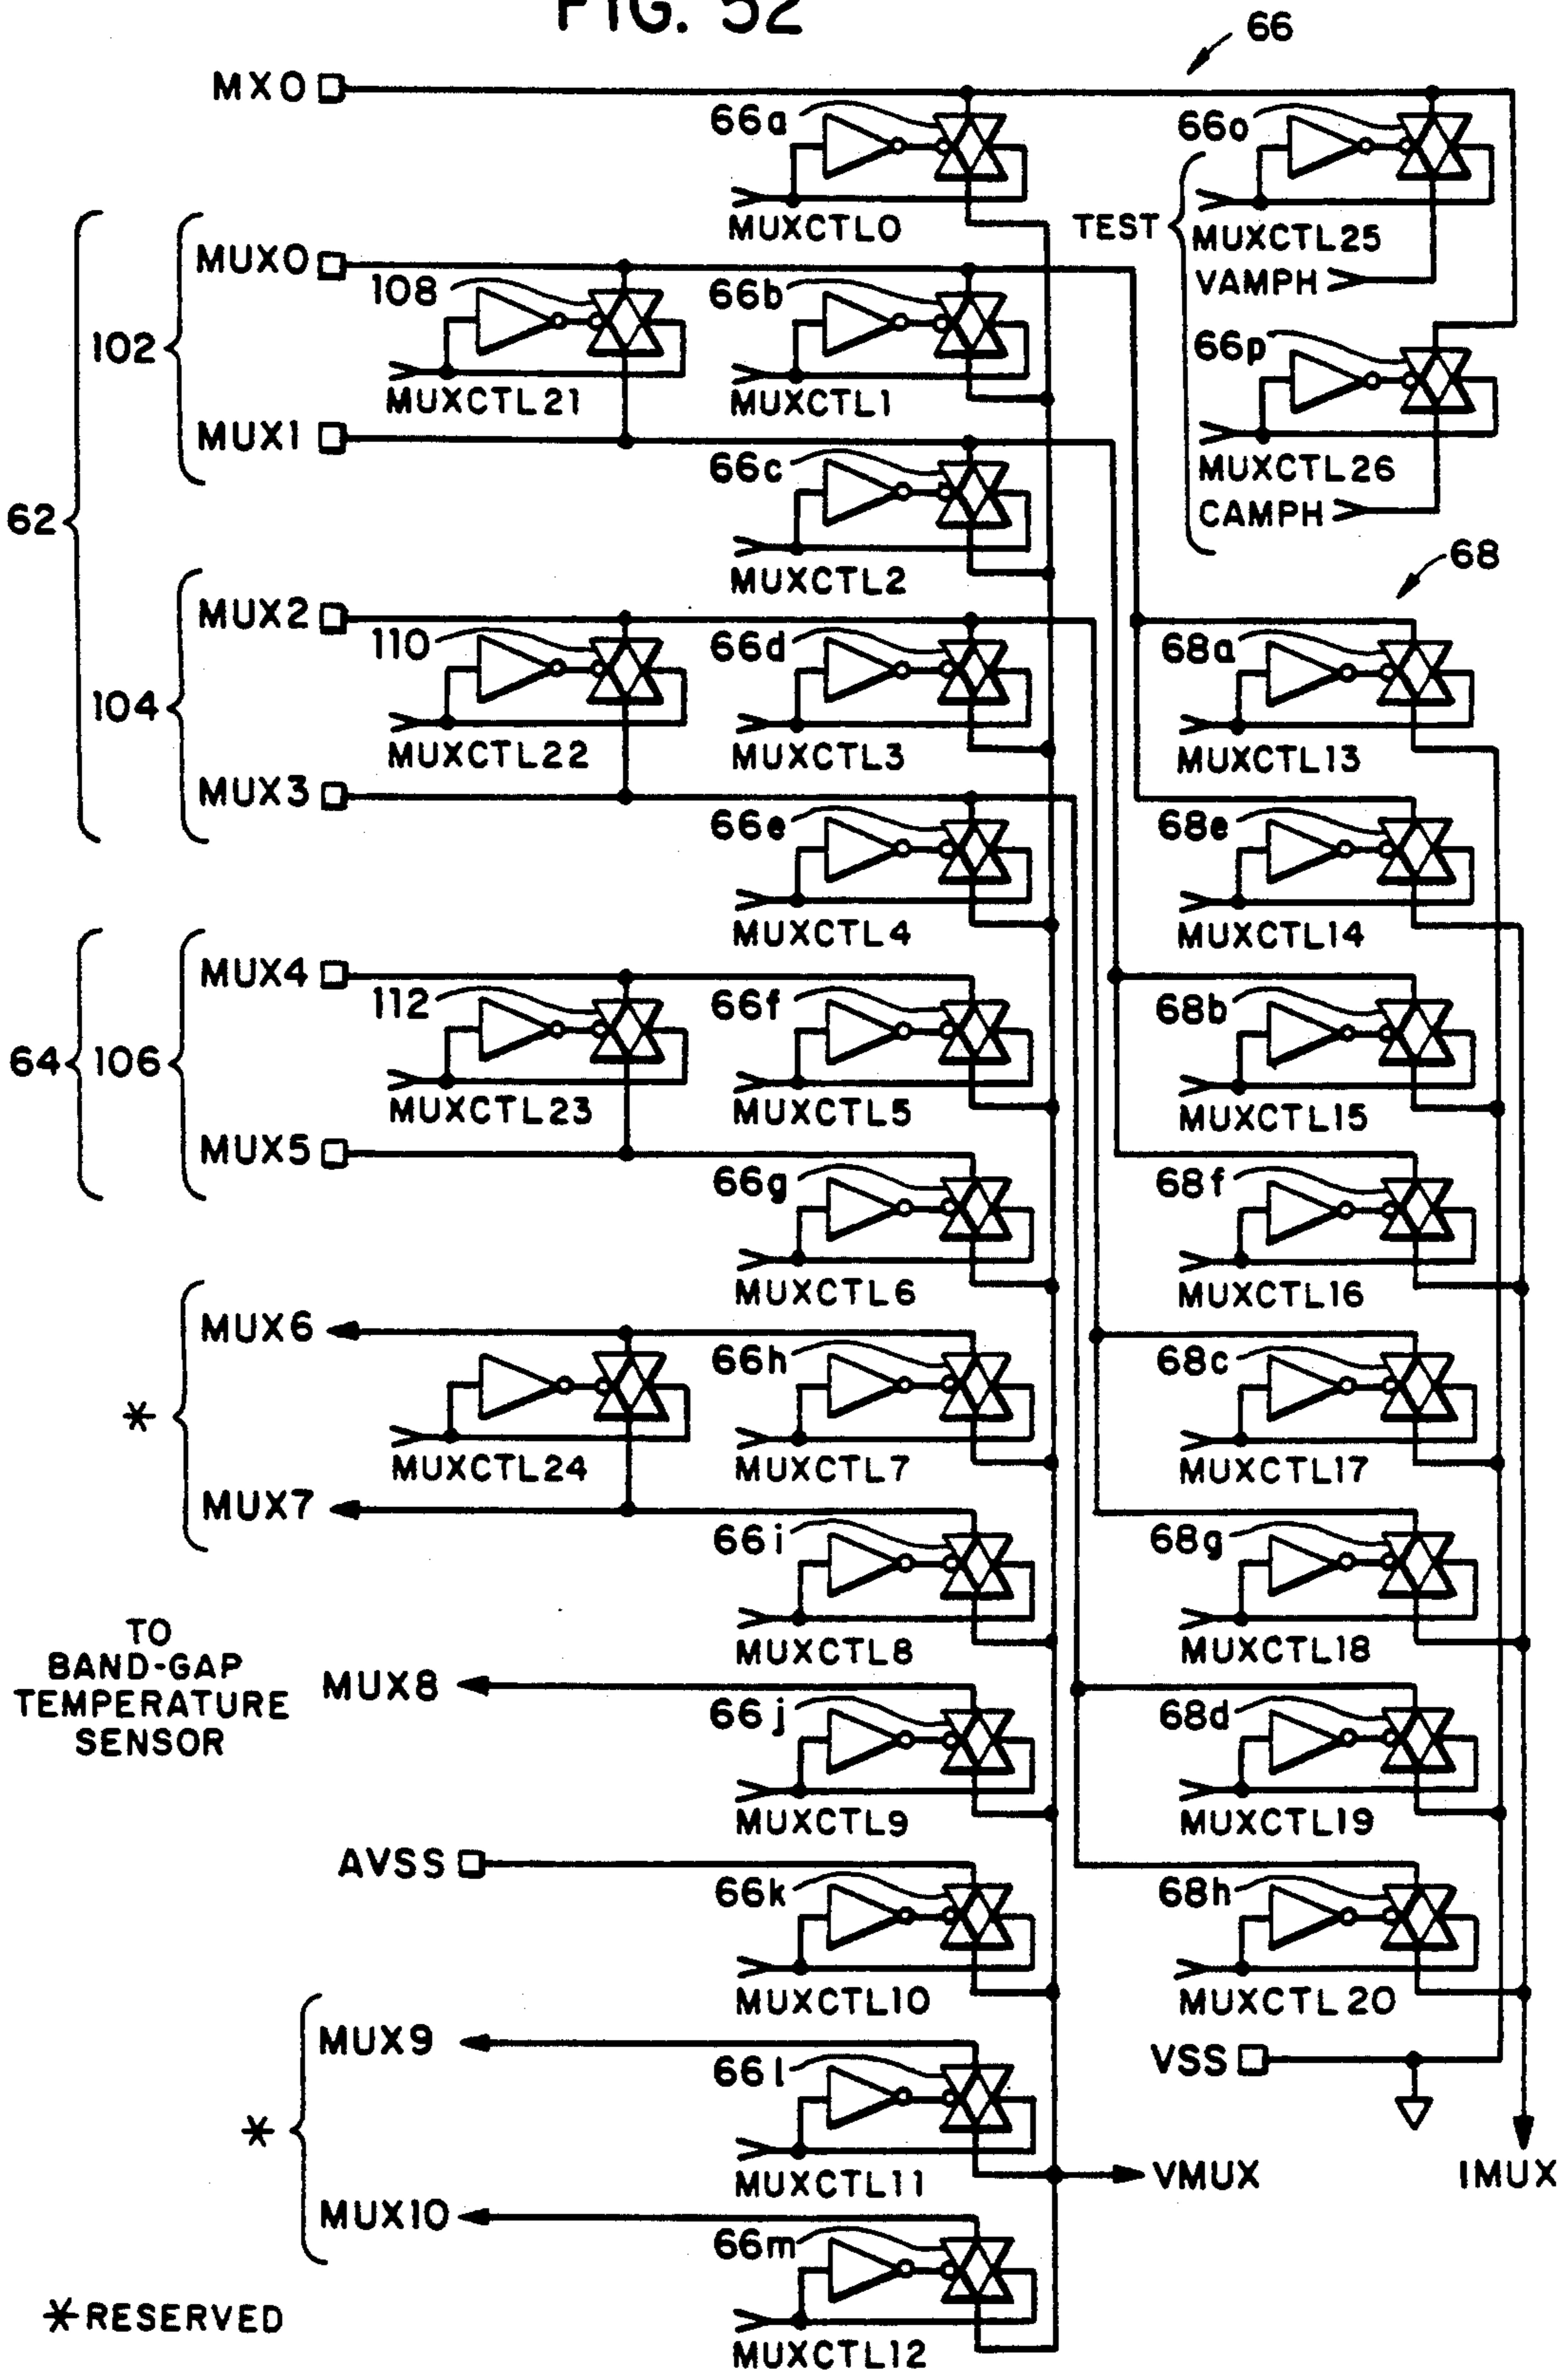 FIG. 52
66
MXO
66a
66o
MUXCTL0
TEST
MUXCTL25
VAMPH
MUX0
108
66b
102
66p
MUXCTL21
MUXCTL1
MUX1
66c
MUXCTL26
CAMPH
62
MUXCTL2
68
MUX2
110
66d
68a
104
MUXCTL22
MUXCTL3
MUXCTL13
MUX3
66e
68e
MUXCTL4
MUXCTL14
MUX4
112
66f
68b
64
106
MUXCTL23
MUXCTL5
MUXCTL15
MUX5
66g
68f
MUXCTL6
MUXCTL16
MUX6
66h
68c
*
MUXCTL24
MUXCTL7
MUXCTL17
MUX7
66i
68g
TO
BAND-GAP
TEMPERATURE
SENSOR
MUXCTL8
MUXCTL18
MUX8
66j
68d
MUXCTL9
MUXCTL19
AVSS
66k
68h
MUXCTL10
MUXCTL20
MUX9
66l
VSS
*
MUXCTL11
VMUX
IMUX
MUX10
66m
*RESERVED
MUXCTL12